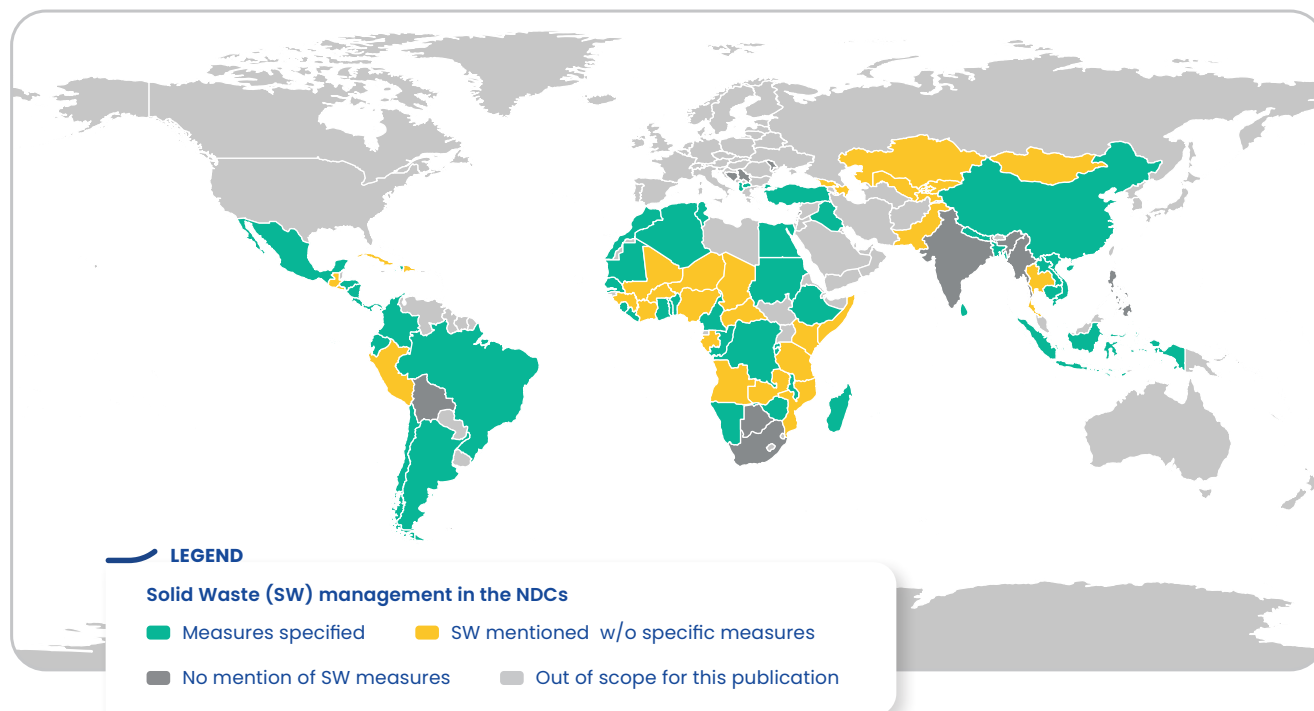 LEGEND
Solid Waste (SW) management in the NDCs
Measures specified
SW mentioned w/o specific measures
No mention of SW measures
Out of scope for this publication